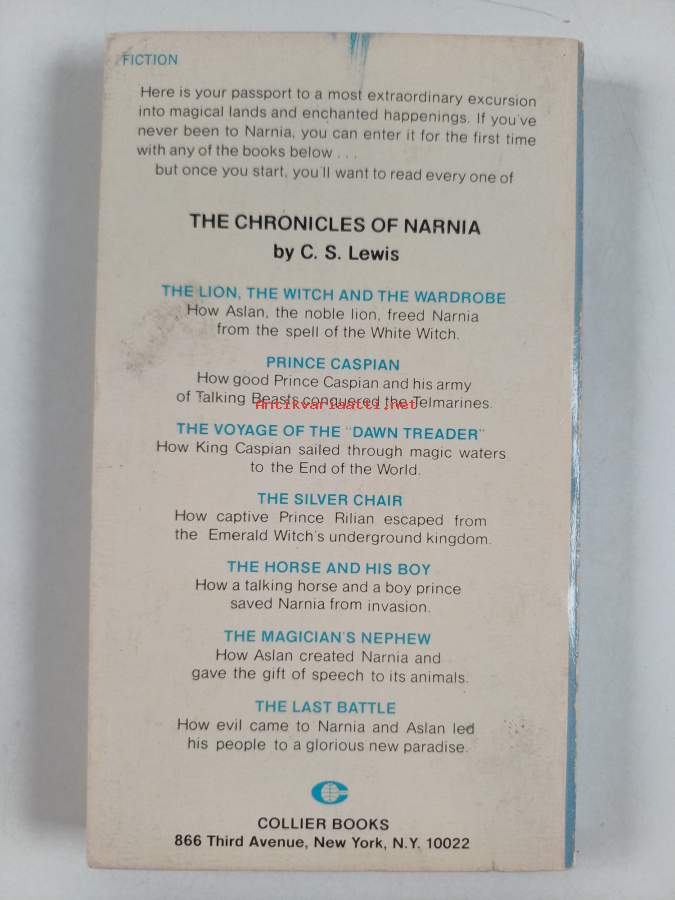 FICTION
Here is your passport to a most extraordinary excursion
into magical lands and enchanted happenings. If you've
never been to Narnia, you can enter it for the first time
with any of the books below . . .
but once you start, you'll want to read every one of
THE CHRONICLES OF NARNIA
by C. S. Lewis
THE LION, THE WITCH AND THE WARDROBE
How Aslan, the noble lion, freed Narnia
from the spell of the White Witch.
PRINCE CASPIAN
How good Prince Caspian and his army
of Talking Beasts conquered the Telmarines.
Antikvariaatti.net
THE VOYAGE OF THE "DAWN TREADER"
How King Caspian sailed through magic waters
to the End of the World.
THE SILVER CHAIR
How captive Prince Rilian escaped from
the Emerald Witch's underground kingdom.
THE HORSE AND HIS BOY
How a talking horse and a boy prince
saved Narnia from invasion.
THE MAGICIAN'S NEPHEW
How Aslan created Narnia and
gave the gift of speech to its animals.
THE LAST BATTLE
How evil came to Narnia and Aslan led
his people to a glorious new paradise.
COLLIER BOOKS
866 Third Avenue, New York, N.Y. 10022